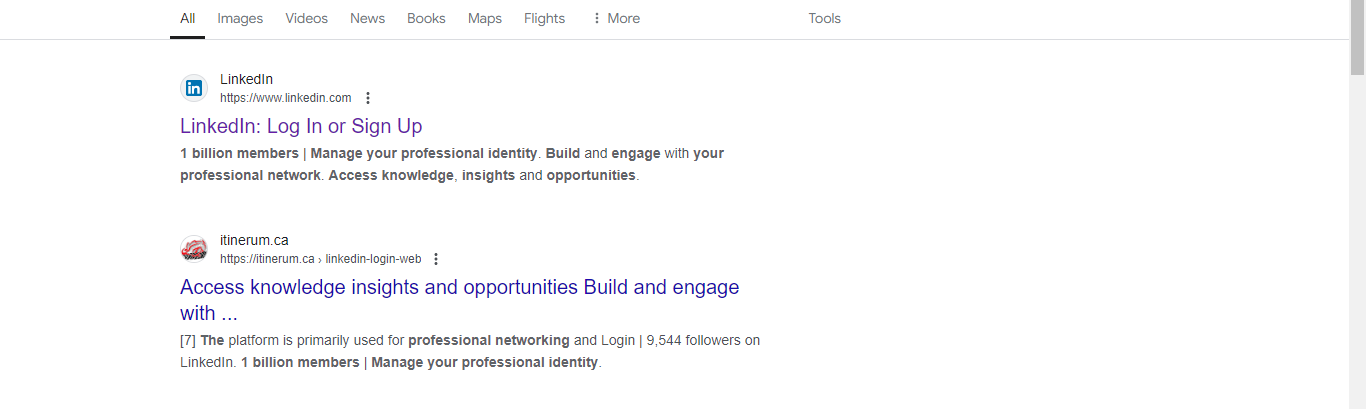 All Images Videos News Books Maps Flights More Tools
LinkedIn
https://www.linkedin.com
LinkedIn: Log In or Sign Up
1 billion members | Manage your professional identity. Build and engage with your
professional network. Access knowledge, insights and opportunities.
itinerum.ca
https://itinerum.ca › linkedin-login-web
Access knowledge insights and opportunities Build and engage
with ...
[7] The platform is primarily used for professional networking and Login | 9,544 followers on
LinkedIn. 1 billion members | Manage your professional identity.